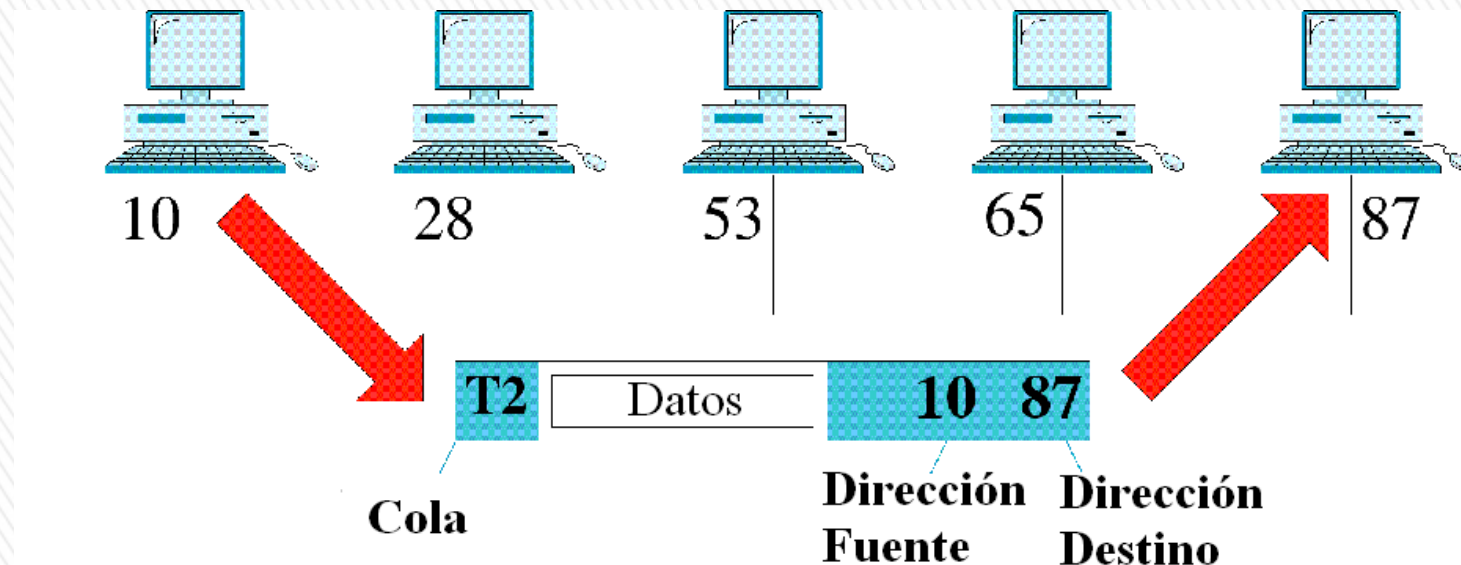 10 28 53 65 87
T2 Datos 10 87
Cola
Dirección Fuente
Dirección Destino